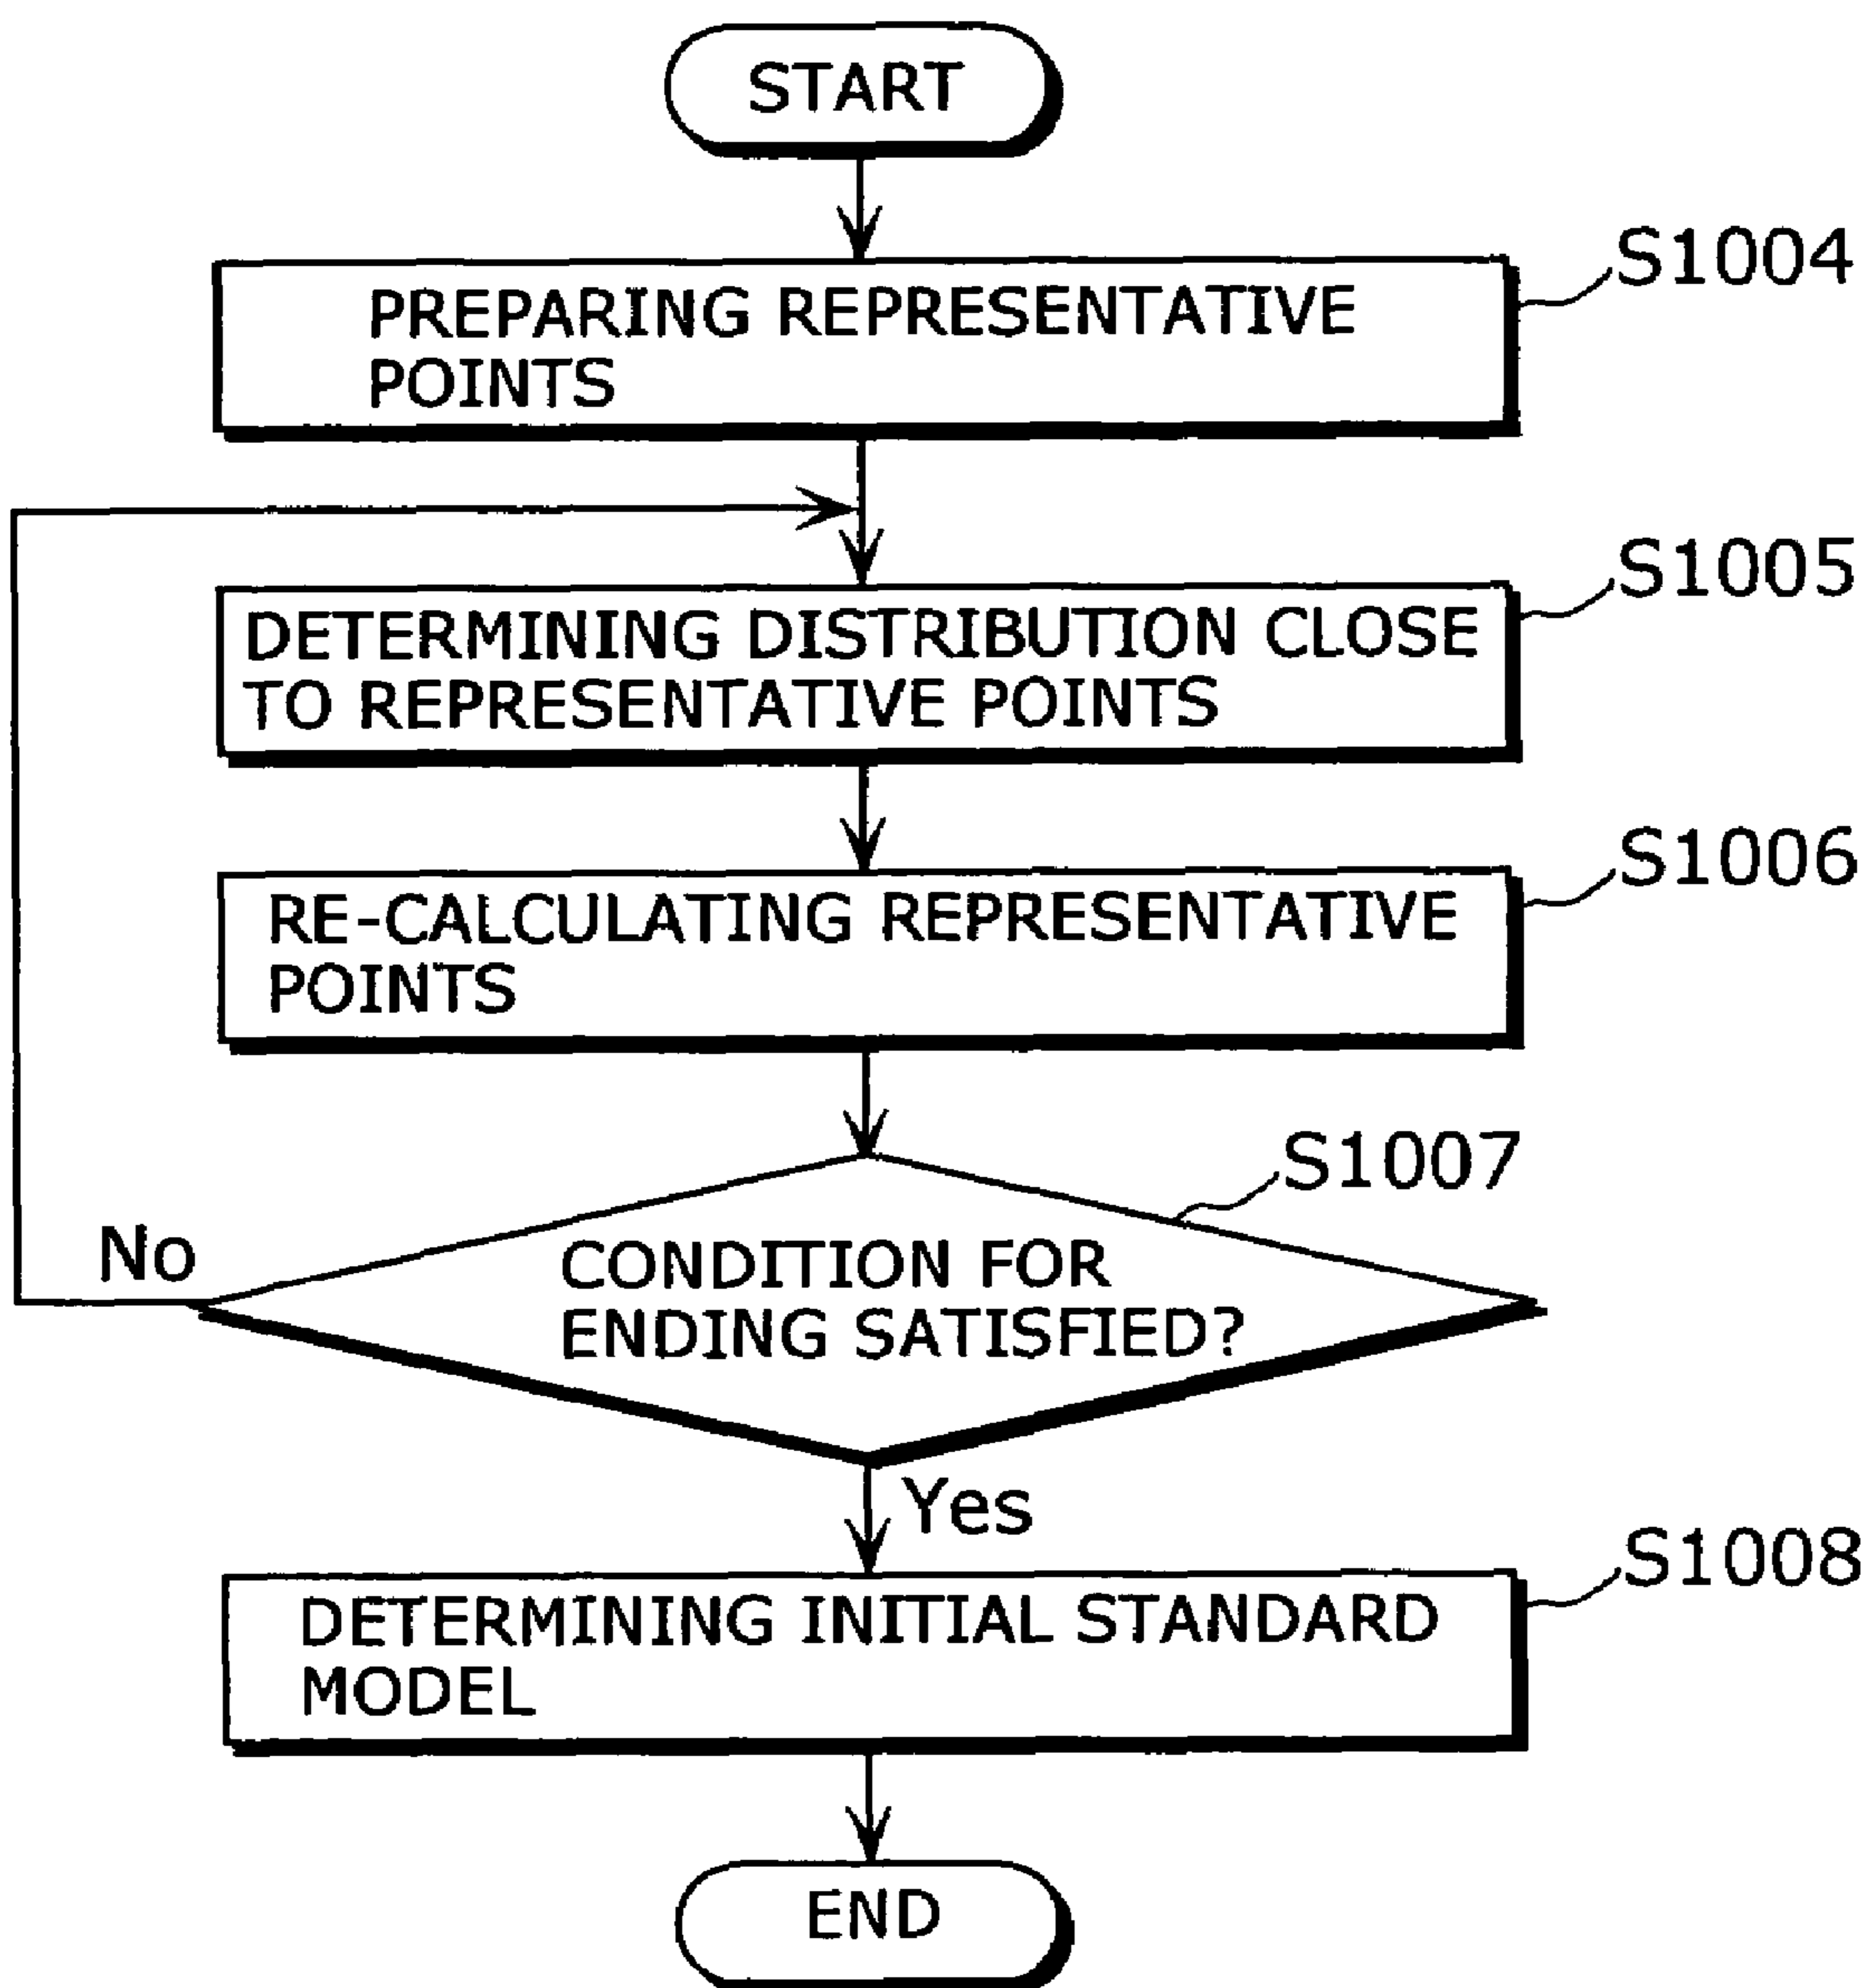 START
S1004
PREPARING REPRESENTATIVE
POINTS
S1005
DETERMINING DISTRIBUTION CLOSE
TO REPRESENTATIVE POINTS
S1006
RE-CALCULATING REPRESENTATIVE
POINTS
S1007
No
CONDITION FOR
ENDING SATISFIED?
Yes
S1008
DETERMINING INITIAL STANDARD
MODEL
END